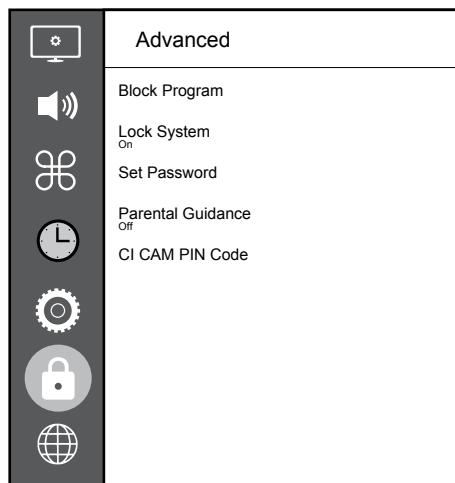 Advanced
Block Program
Lock System
On
Set Password
Parental Guidance
Off
CI CAM PIN Code